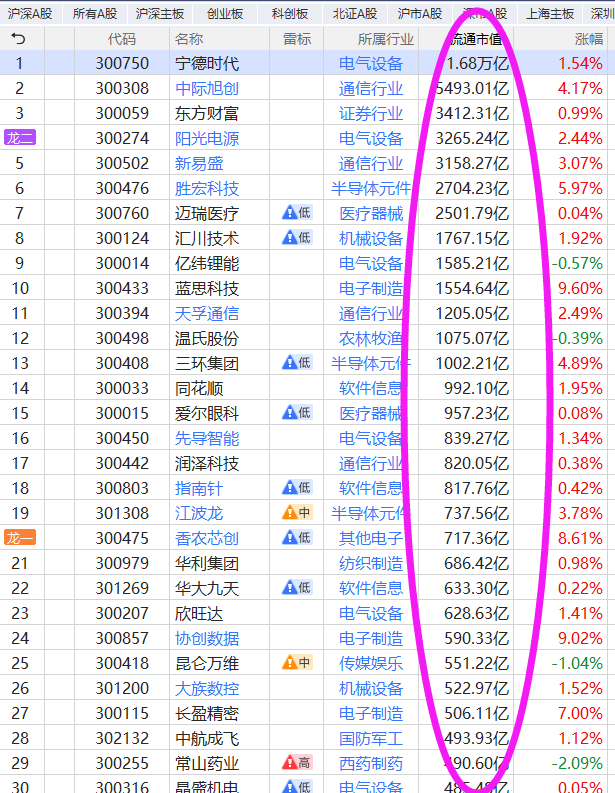 沪深A股 所有A股 沪深主板 创业板 科创板 北证A股 沪市A股 深市A股 上海主板 深圳
代码 名称 雷标 所属行业 流通市值 涨幅
1 300750 宁德时代 电气设备 1.68万亿 1.54%
2 300308 中际旭创 通信行业 5493.01亿 4.17%
3 300059 东方财富 证券行业 3412.31亿 0.99%
龙二 300274 阳光电源 电气设备 3265.24亿 2.44%
5 300502 新易盛 通信行业 3158.27亿 3.07%
6 300476 胜宏科技 半导体元件 2704.23亿 5.97%
7 300760 迈瑞医疗 低 医疗器械 2501.79亿 0.04%
8 300124 汇川技术 低 机械设备 1767.15亿 1.92%
9 300014 亿纬锂能 电气设备 1585.21亿 -0.57%
10 300433 蓝思科技 电子制造 1554.64亿 9.60%
11 300394 天孚通信 通信行业 1205.05亿 2.49%
12 300498 温氏股份 农林牧渔 1075.07亿 -0.39%
13 300408 三环集团 低 半导体元件 1002.21亿 4.89%
14 300033 同花顺 软件信息 992.10亿 1.95%
15 300015 爱尔眼科 低 医疗器械 957.23亿 0.08%
16 300450 先导智能 电气设备 839.27亿 1.34%
17 300442 润泽科技 通信行业 820.05亿 0.38%
18 300803 指南针 低 软件信息 817.76亿 0.42%
19 301308 江波龙 中 半导体元件 737.56亿 3.78%
龙一 300475 香农芯创 低 其他电子 717.36亿 8.61%
21 300979 华利集团 纺织制造 686.42亿 0.98%
22 301269 华大九天 低 软件信息 633.30亿 0.22%
23 300207 欣旺达 电气设备 628.63亿 1.41%
24 300857 协创数据 电子制造 590.33亿 9.02%
25 300418 昆仑万维 中 传媒娱乐 551.22亿 -1.04%
26 301200 大族数控 机械设备 522.97亿 1.52%
27 300115 长盈精密 电子制造 506.11亿 7.00%
28 302132 中航成飞 国防军工 493.93亿 1.12%
29 300255 常山药业 高 西药制药 490.60亿 -2.09%
30 300316 晶盛机电 低 电气设备 485.48亿 0.05%